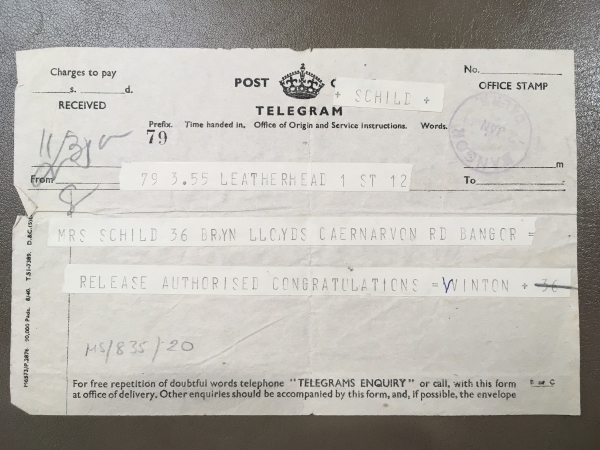 Charges to pay
s. d.
RECEIVED
POST
TELEGRAM
+ SCHILD +
No.
OFFICE STAMP
BANGOR
Prefix. Time handed in. Office of Origin and Service instructions. Words.
79
From
79 3.55 LEATHERHEAD 1 ST 12
m
To
MRS SCHILD 36 BRYN LLOYDS CAERNARVON RD BANGOR =
RELEASE AUTHORISED CONGRATULATIONS = WINTON + 36
MS/835/20
For free repetition of doubtful words telephone "TELEGRAMS ENQUIRY" or call, with this form
at office of delivery. Other enquiries should be accompanied by this form, and, if possible, the envelope
B or C